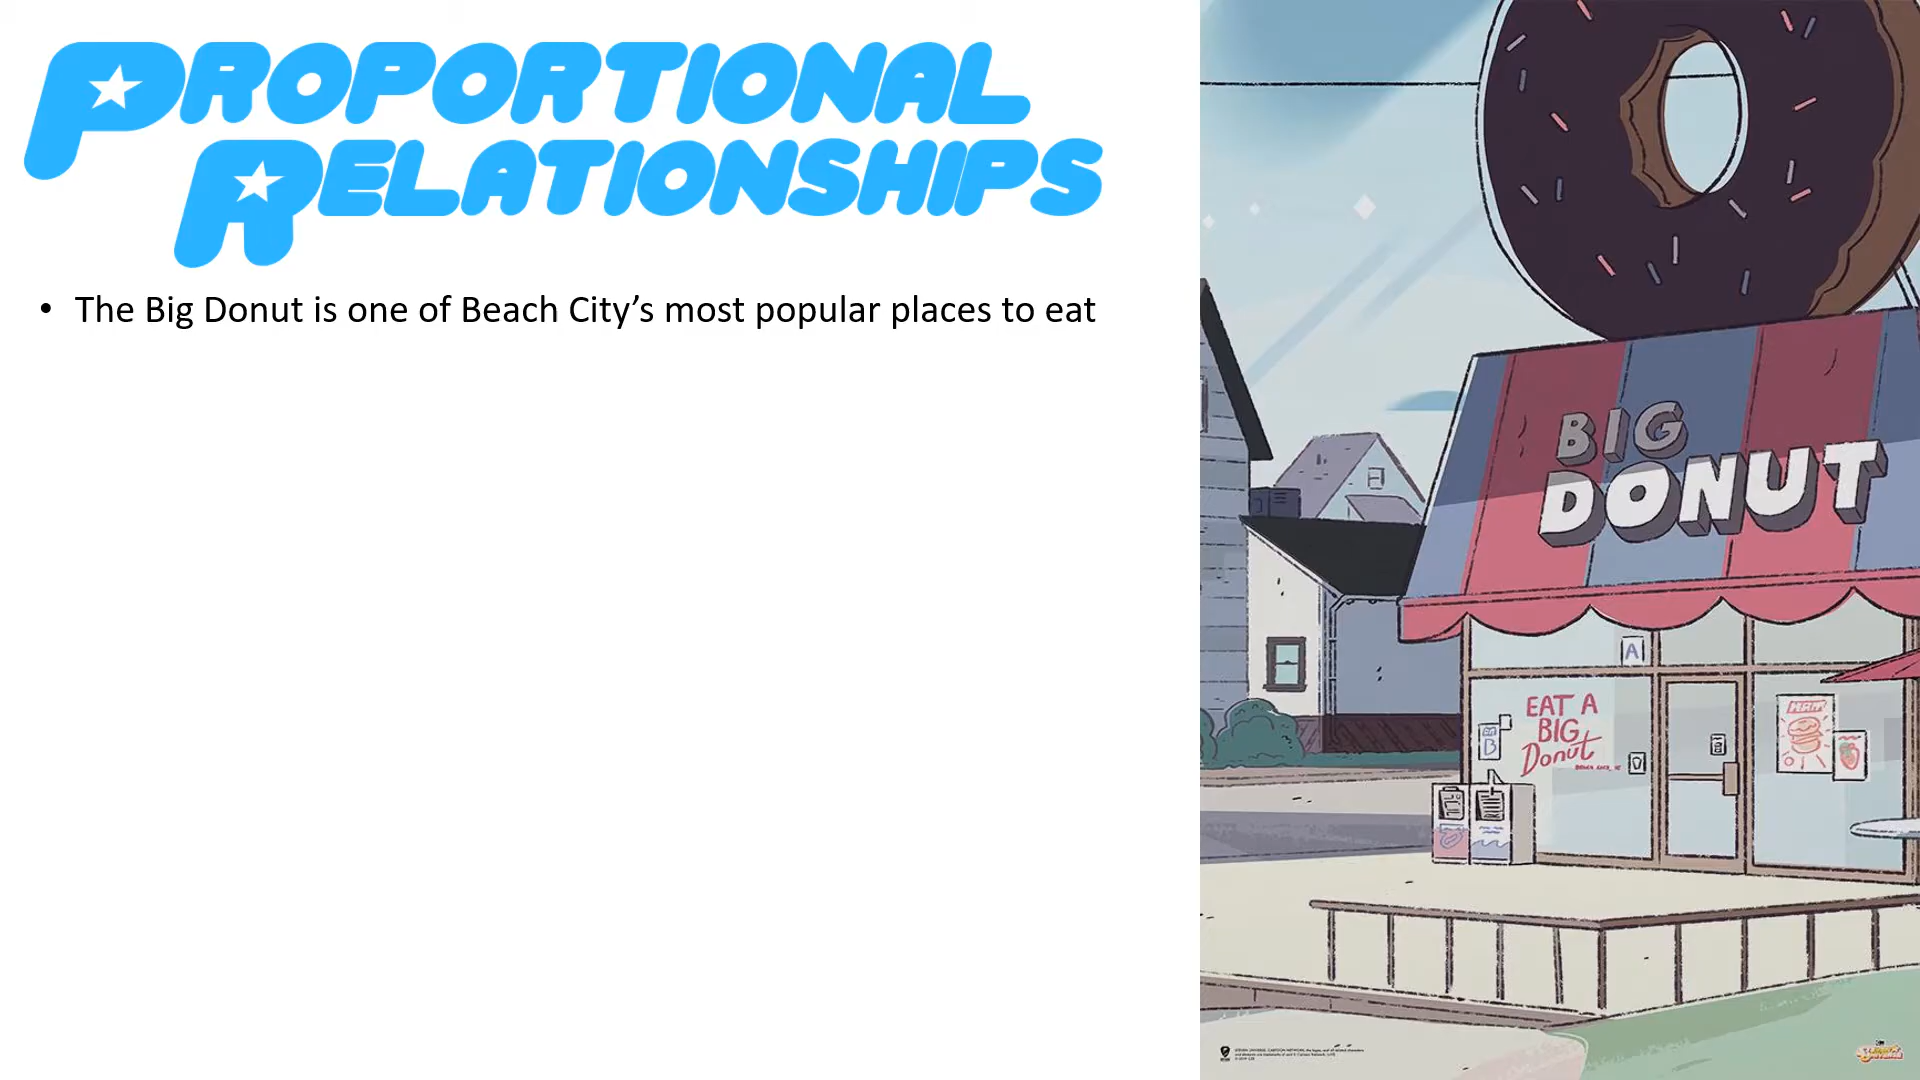 PROPORTIONAL
RELATIONSHIPS
• The Big Donut is one of Beach City’s most popular places to eat
BIG
DONUT
A
EAT A
BIG
Donut
B